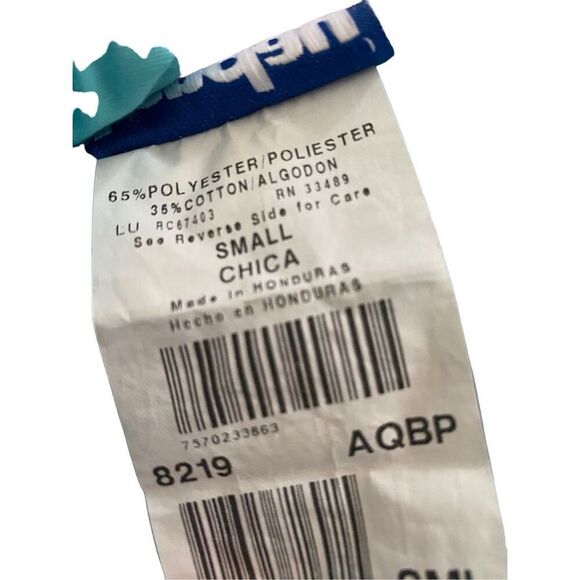 65%POLYESTER/POLIESTER
35%COTTON/ALGODON
LU RC67403 RN 33489
See Reverse Side for Care
SMALL
CHICA
Made in HONDURAS
Hecho en HONDURAS
7570233863
8219 AQBP